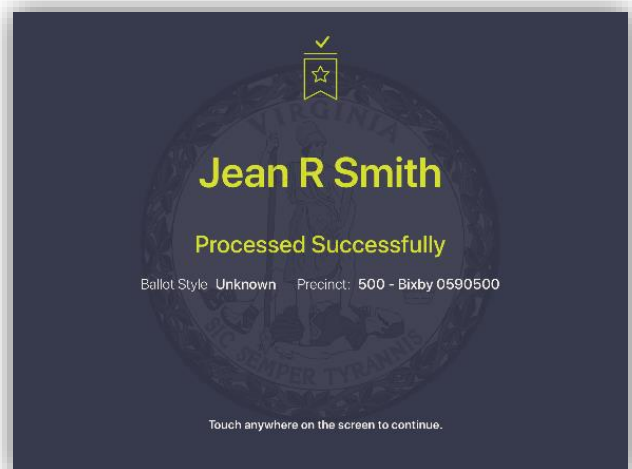 VIRGINIA
Jean R Smith
Processed Successfully
Ballot Style Unknown Precinct: 500 - Bixby 0590500
SIC SEMPER TYRANNIS
Touch anywhere on the screen to continue.